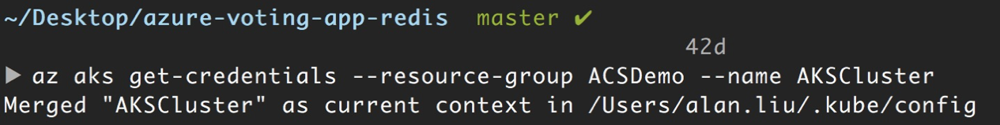 ~/Desktop/azure-voting-app-redis master ✔
42d
▶ az aks get-credentials --resource-group ACSDemo --name AKSCluster
Merged "AKSCluster" as current context in /Users/alan.liu/.kube/config